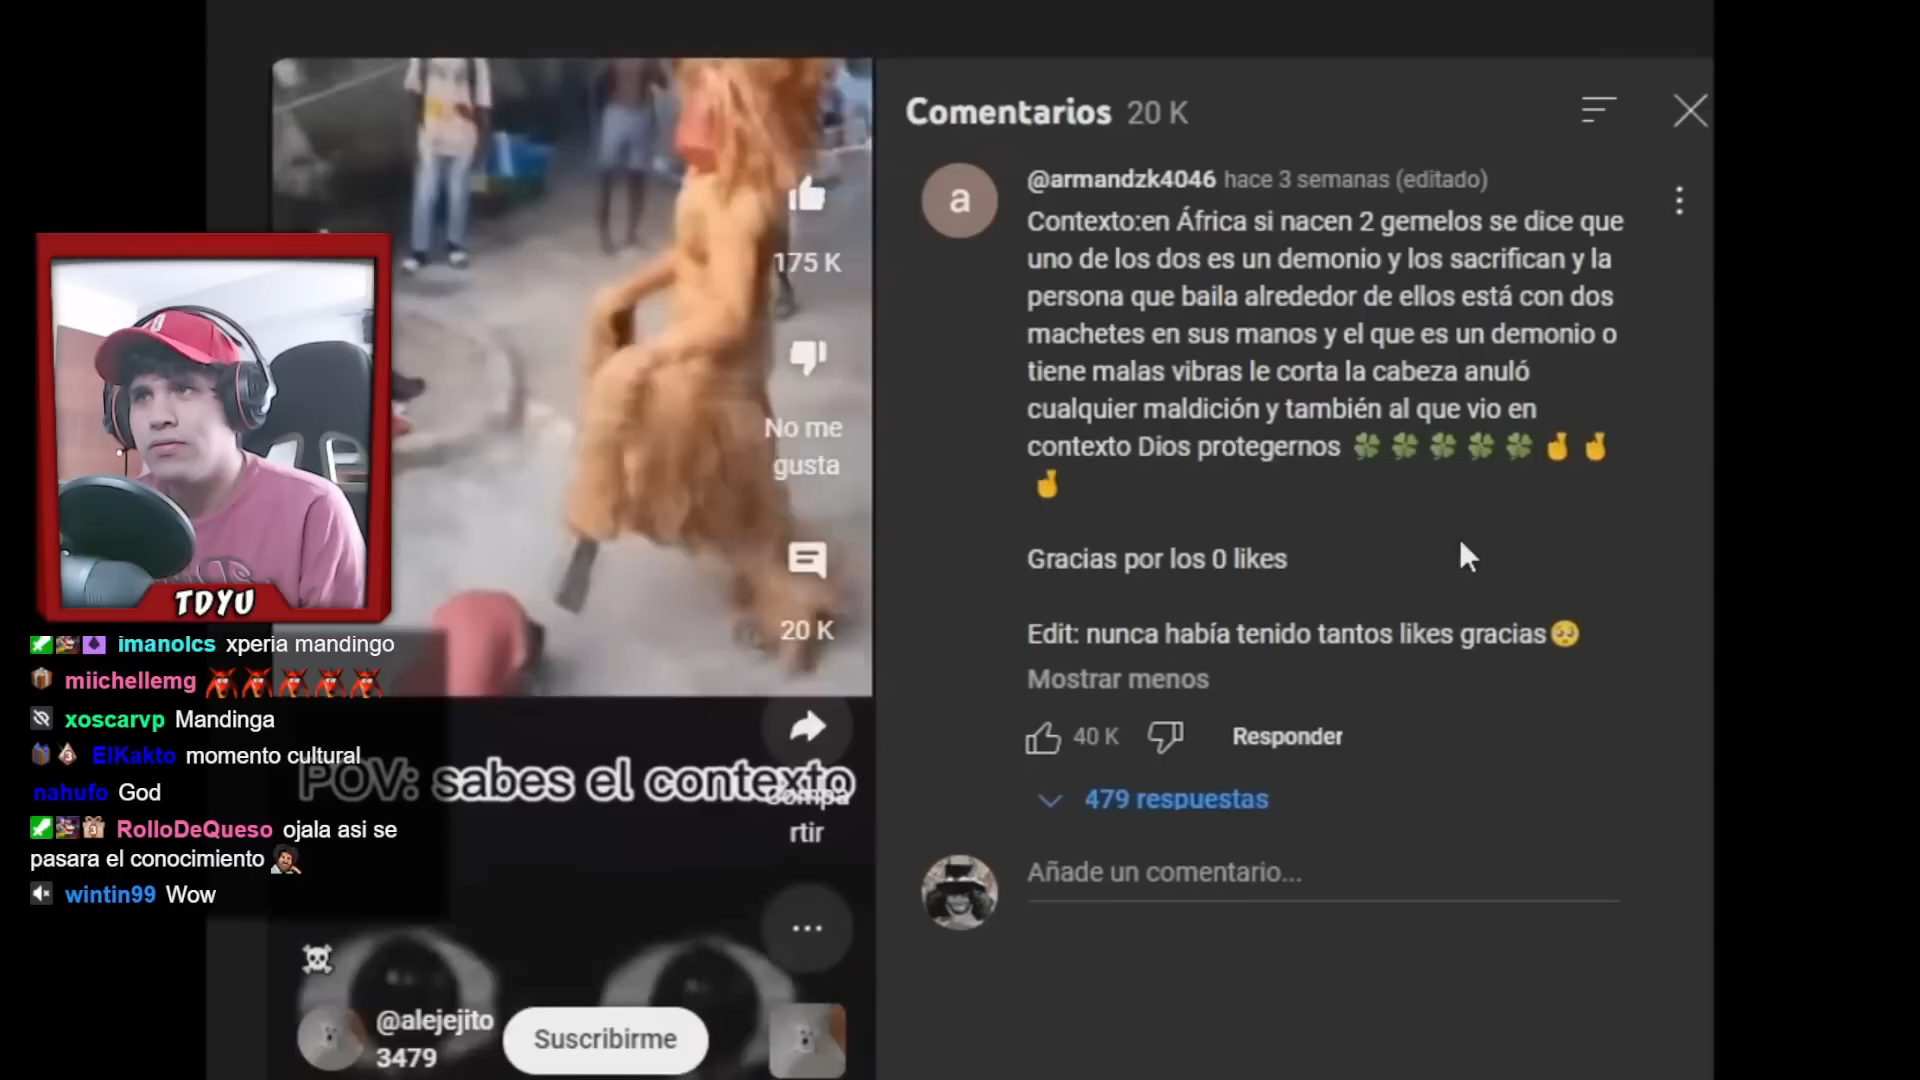 Comentarios 20 K
@armandzk4046 hace 3 semanas (editado)
a
Contexto:en África si nacen 2 gemelos se dice que
uno de los dos es un demonio y los sacrifican y la
persona que baila alrededor de ellos está con dos
machetes en sus manos y el que es un demonio o
tiene malas vibras le corta la cabeza anuló
cualquier maldición y también al que vio en
contexto Dios protegernos 🍀 🍀 🍀 🍀 🍀 🤞 🤞
🤞
Gracias por los 0 likes
Edit: nunca había tenido tantos likes gracias🥺
Mostrar menos
40 K Responder
479 respuestas
Añade un comentario...
175 K
No me
gusta
20 K
Compa
rtir
POV: sabes el contexto
☠
@alejejito
3479
Suscribirme
TDYU
imanolcs xperia mandingo
miichellemg
xoscarvp Mandinga
ElKakto momento cultural
nahufo God
RolloDeQueso ojala asi se
pasara el conocimiento
wintin99 Wow